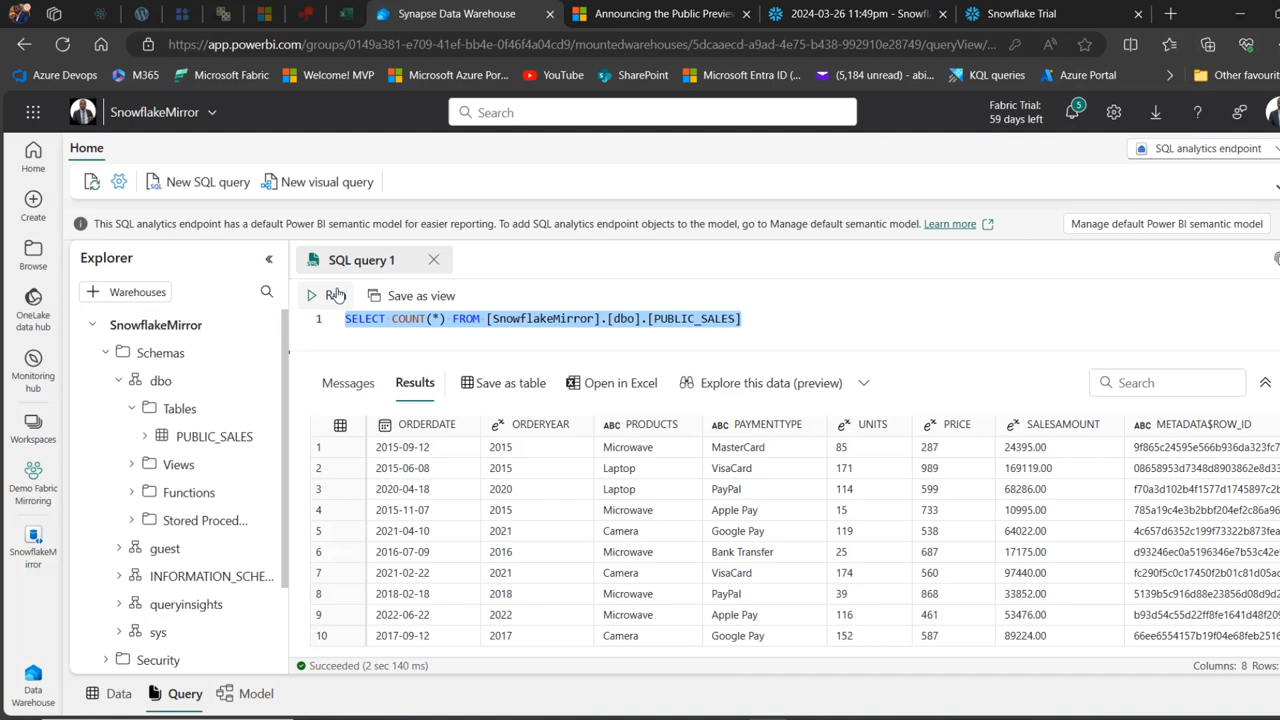 Synapse Data Warehouse
Announcing the Public Preview
2024-03-26 11:49pm - Snowfl
Snowflake Trial
https://app.powerbi.com/groups/0149a381-e709-41ef-bb4e-0f46f4a04cd9/mountedwarehouses/5dcaaecd-a9ad-4e75-b438-992910e28749/queryView/...
Azure Devops
M365
Microsoft Fabric
Welcome! MVP
Microsoft Azure Por...
YouTube
SharePoint
Microsoft Entra ID (...
(5,184 unread) - abi...
KQL queries
Azure Portal
Other favourit
SnowflakeMirror
Search
Fabric Trial:
59 days left
5
Home
SQL analytics endpoint
New SQL query
New visual query
This SQL analytics endpoint has a default Power BI semantic model for easier reporting. To add SQL analytics endpoint objects to the model, go to Manage default semantic model. Learn more
Manage default Power BI semantic model
Home
Create
Browse
OneLake
data hub
Monitoring
hub
Workspaces
Demo Fabric
Mirroring
SnowflakeM
irror
Data
Warehouse
Explorer
Warehouses
SnowflakeMirror
Schemas
dbo
Tables
PUBLIC_SALES
Views
Functions
Stored Proced...
guest
INFORMATION_SCHE...
queryinsights
sys
Security
SQL query 1
Save as view
1 SELECT COUNT(*) FROM [SnowflakeMirror].[dbo].[PUBLIC_SALES]
Messages
Results
Save as table
Open in Excel
Explore this data (preview)
Search
ORDERDATE ORDERYEAR PRODUCTS PAYMENTTYPE UNITS PRICE SALESAMOUNT METADATA$ROW_ID
1 2015-09-12 2015 Microwave MasterCard 85 287 24395.00 9f865c24595e566b936da323fc7
2 2015-06-08 2015 Laptop VisaCard 171 989 169119.00 08658953d7348d8903862e8d33
3 2020-04-18 2020 Laptop PayPal 114 599 68286.00 f70a3d102b4f1577d1745897c2b
4 2015-11-07 2015 Microwave Apple Pay 15 733 10995.00 785a19c4e3b2bbf204ef2c86a96
5 2021-04-10 2021 Camera Google Pay 119 538 64022.00 4c657d6352c199f73322b873fea
6 2016-07-09 2016 Microwave Bank Transfer 25 687 17175.00 d93246ec0a5196346e7b53c42ef
7 2021-02-22 2021 Camera VisaCard 174 560 97440.00 fc290f5c0c17450f2b01c81d05ac
8 2018-02-18 2018 Microwave PayPal 39 868 33852.00 5139b5c916d88e23856d08d9d2
9 2022-06-22 2022 Microwave Apple Pay 116 461 53476.00 b93d54c55d22ff8fe1641d48f209
10 2017-09-12 2017 Camera Google Pay 152 587 89224.00 66ee6554157b19f04e68feb2516
Succeeded (2 sec 140 ms)
Columns: 8 Rows:
Data
Query
Model